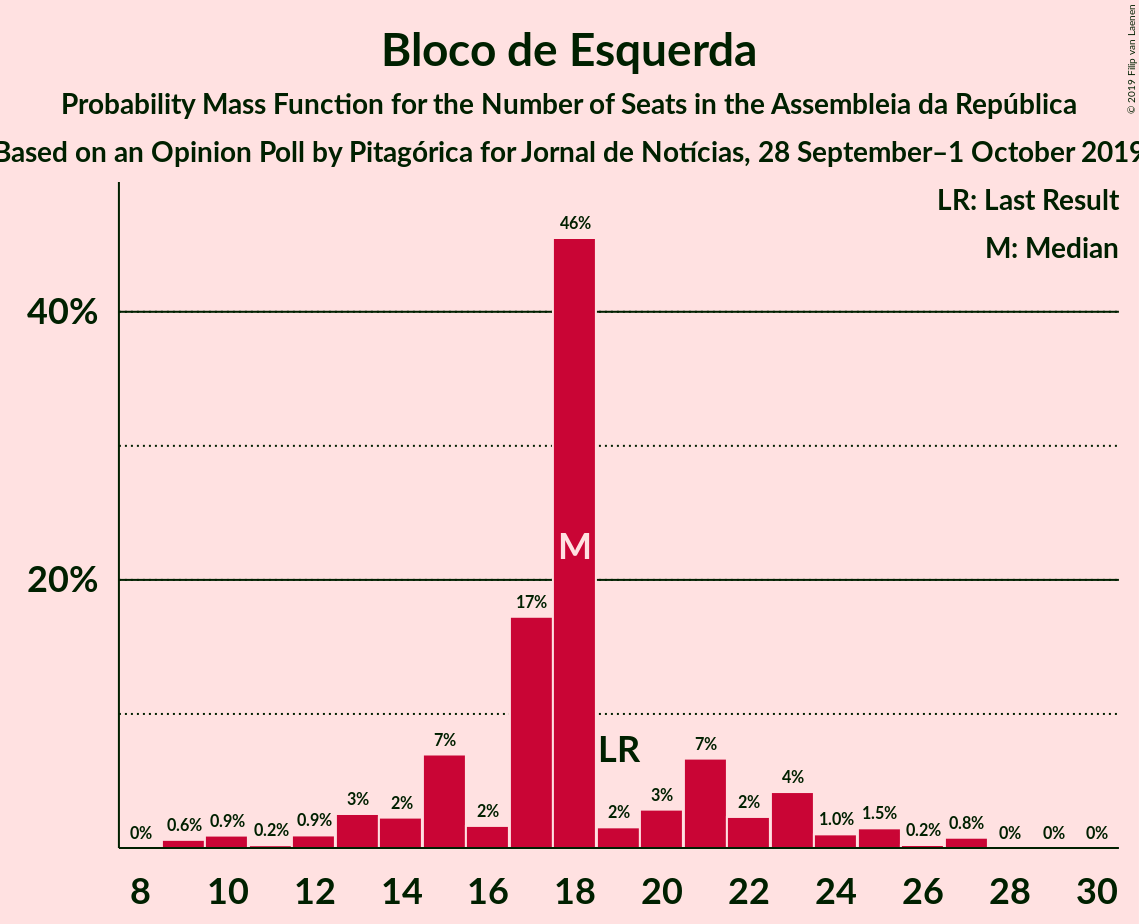 © 2019 Filip van Laenen
Bloco de Esquerda
Probability Mass Function for the Number of Seats in the Assembleia da República
Based on an Opinion Poll by Pitagórica for Jornal de Notícias, 28 September–1 October 2019
LR: Last Result
M: Median
46%
40%
M
20%
17%
LR
7%
7%
4%
3%
2%
2%
2%
3%
2%
1.0%
1.5%
0%
0.6%
0.9%
0.2%
0.9%
0.2%
0.8%
0%
0%
0%
8 10 12 14 16 18 20 22 24 26 28 30